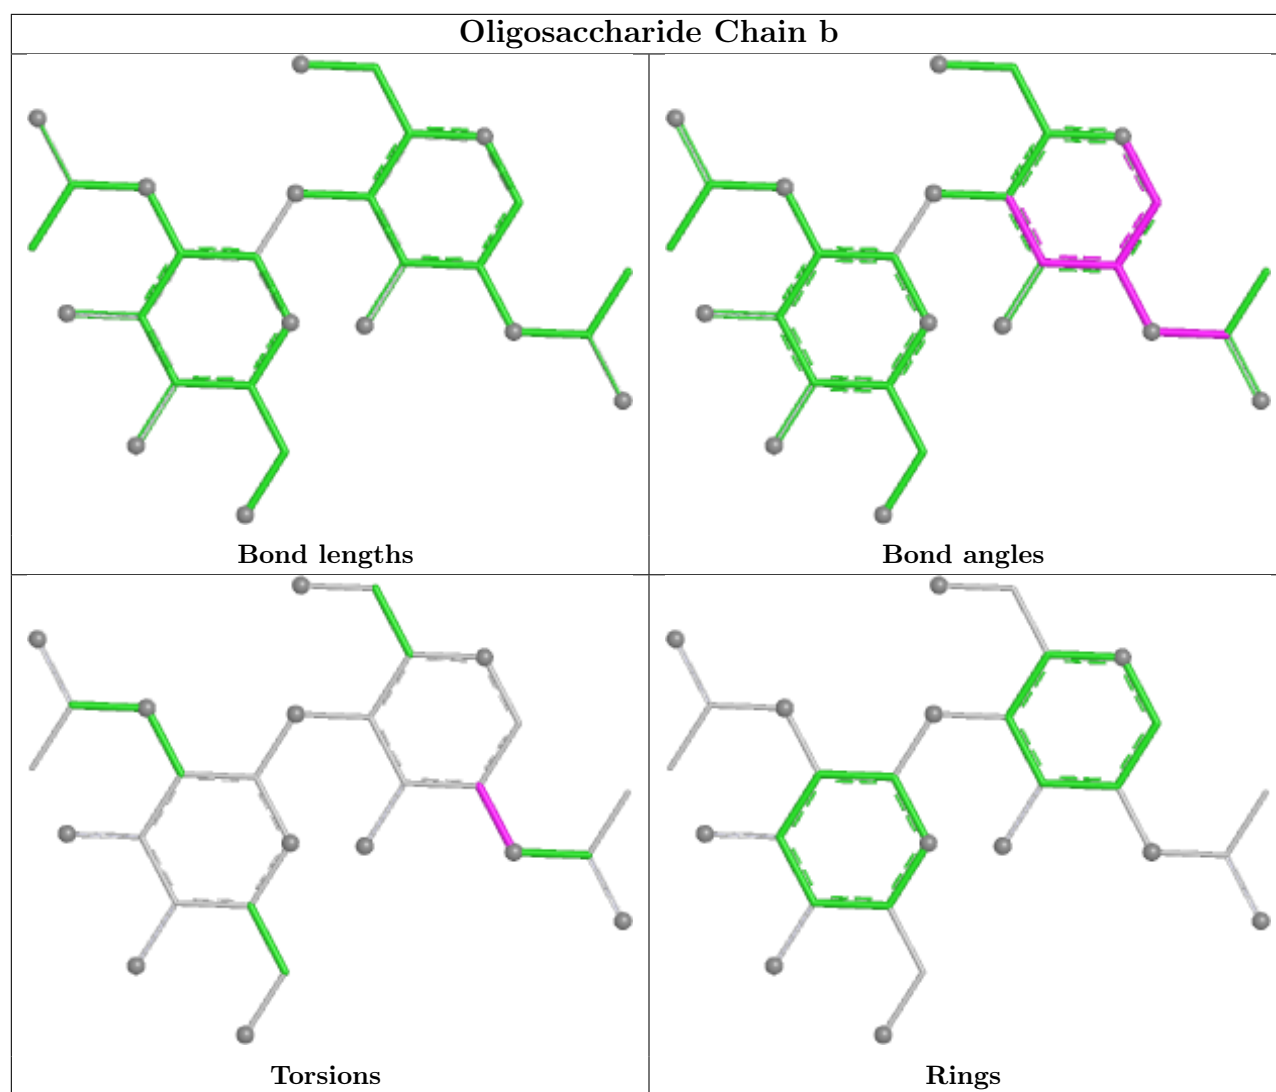 Oligosaccharide Chain b
Bond lengths
Bond angles
Torsions
Rings